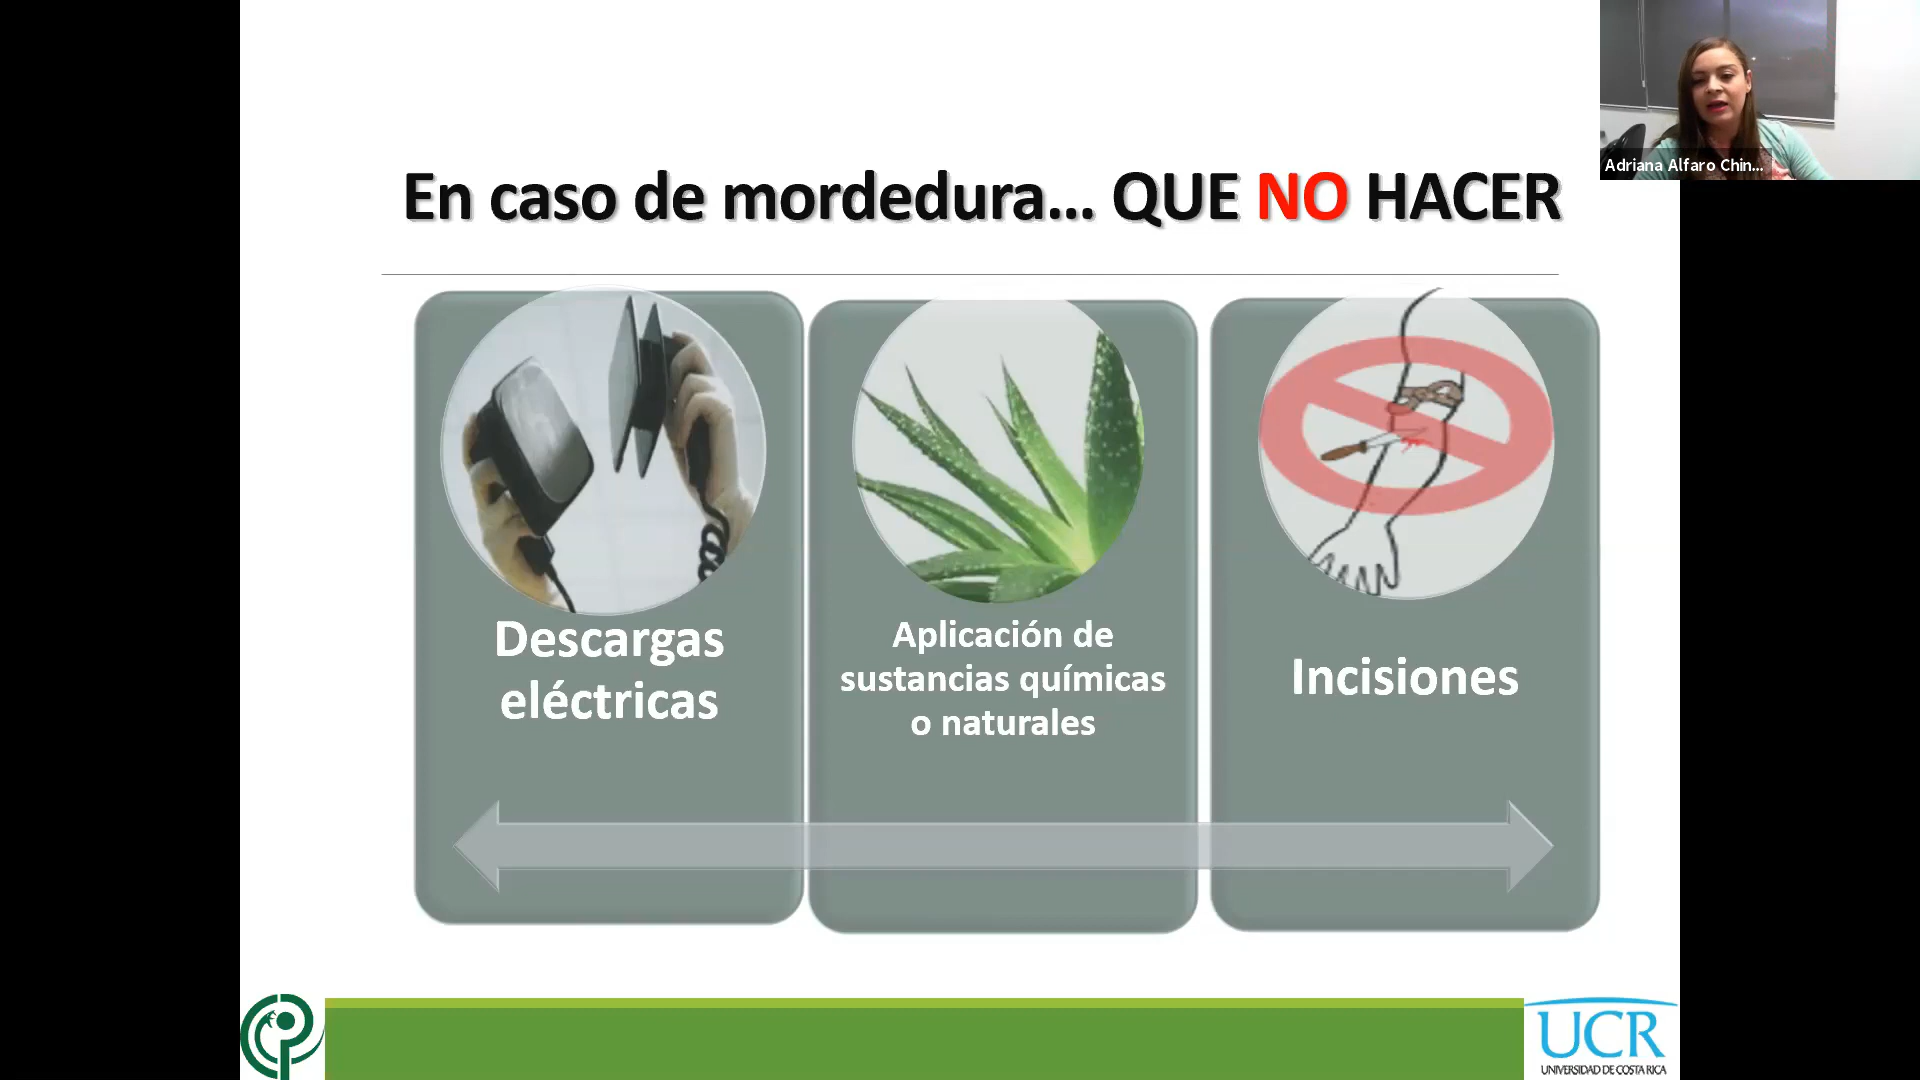 Adriana Alfaro Chin...
En caso de mordedura... QUE NO HACER
Descargas
eléctricas
Aplicación de
sustancias químicas
o naturales
Incisiones
UCR
UNIVERSIDAD DE COSTA RICA